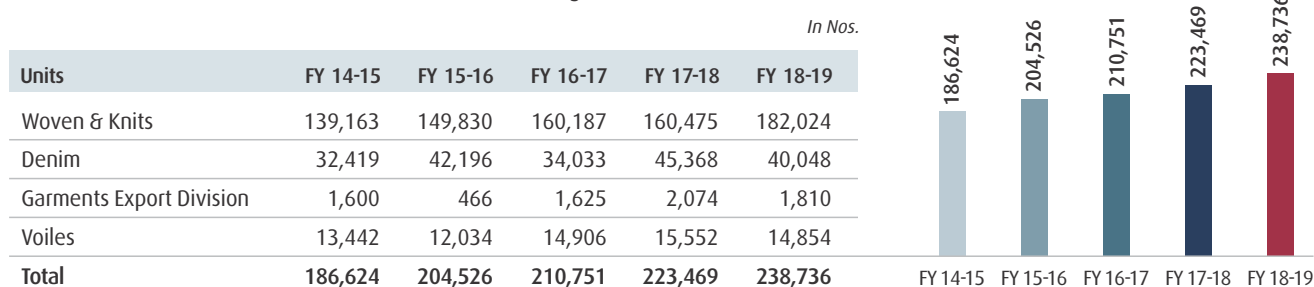 In Nos.
Units FY 14-15 FY 15-16 FY 16-17 FY 17-18 FY 18-19
Woven & Knits 139,163 149,830 160,187 160,475 182,024
Denim 32,419 42,196 34,033 45,368 40,048
Garments Export Division 1,600 466 1,625 2,074 1,810
Voiles 13,442 12,034 14,906 15,552 14,854
Total 186,624 204,526 210,751 223,469 238,736
186,624
204,526
210,751
223,469
238,736
FY 14-15 FY 15-16 FY 16-17 FY 17-18 FY 18-19